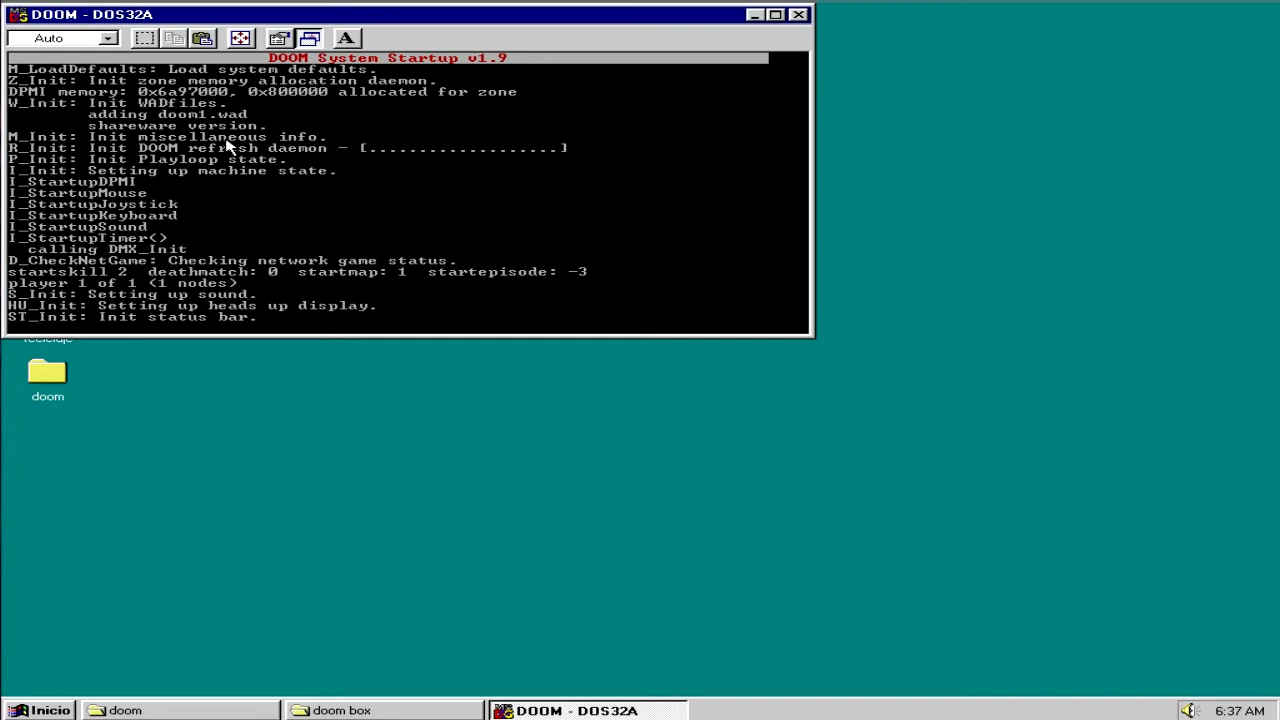 DOOM - DOS32A
Auto
A
DOOM System Startup v1.9
M_LoadDefaults: Load system defaults.
Z_Init: Init zone memory allocation daemon.
DPMI memory: 0x6a97000, 0x800000 allocated for zone
W_Init: Init WADfiles.
adding doom1.wad
shareware version.
M_Init: Init miscellaneous info.
R_Init: Init DOOM refresh daemon - [...................]
P_Init: Init Playloop state.
I_Init: Setting up machine state.
I_StartupDPMI
I_StartupMouse
I_StartupJoystick
I_StartupKeyboard
I_StartupSound
I_StartupTimer()
calling DMX_Init
D_CheckNetGame: Checking network game status.
startskill 2 deathmatch: 0 startmap: 1 startepisode: -3
player 1 of 1 (1 nodes)
S_Init: Setting up sound.
HU_Init: Setting up heads up display.
ST_Init: Init status bar.
reciclaje
doom
Inicio
doom
doom box
DOOM - DOS32A
6:37 AM